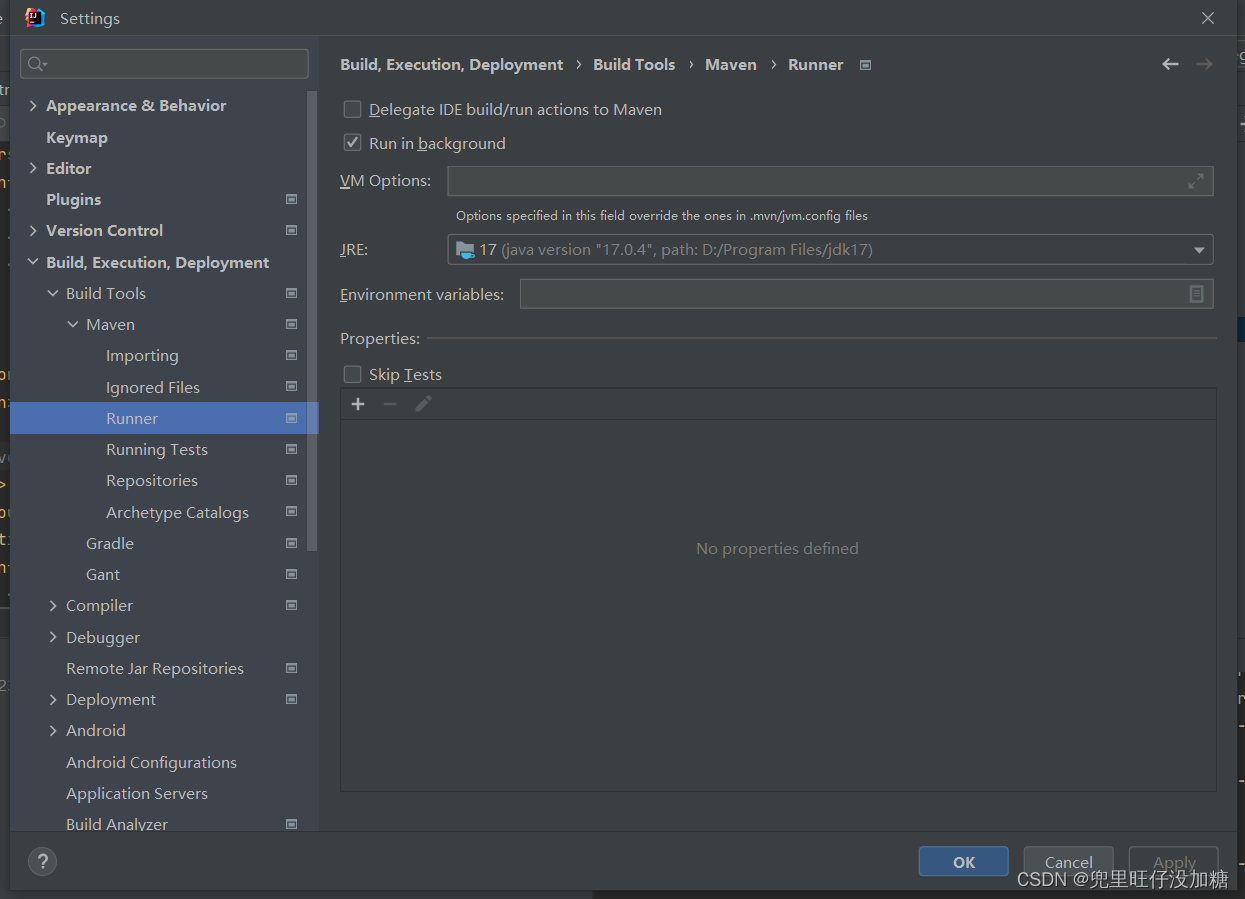 Settings
Appearance & Behavior
Keymap
Editor
Plugins
Version Control
Build, Execution, Deployment
Build Tools
Maven
Importing
Ignored Files
Runner
Running Tests
Repositories
Archetype Catalogs
Gradle
Gant
Compiler
Debugger
Remote Jar Repositories
Deployment
Android
Android Configurations
Application Servers
Build Analyzer
Build, Execution, Deployment › Build Tools › Maven › Runner
Delegate IDE build/run actions to Maven
Run in background
VM Options:
Options specified in this field override the ones in .mvn/jvm.config files
JRE: 17 (java version "17.0.4", path: D:/Program Files/jdk17)
Environment variables:
Properties:
Skip Tests
No properties defined
?
OK Cancel Apply
CSDN @兜里旺仔没加糖